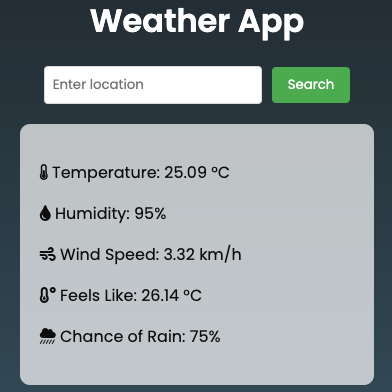 Weather App
Enter location
Search
Temperature: 25.09 °C
Humidity: 95%
Wind Speed: 3.32 km/h
Feels Like: 26.14 °C
Chance of Rain: 75%